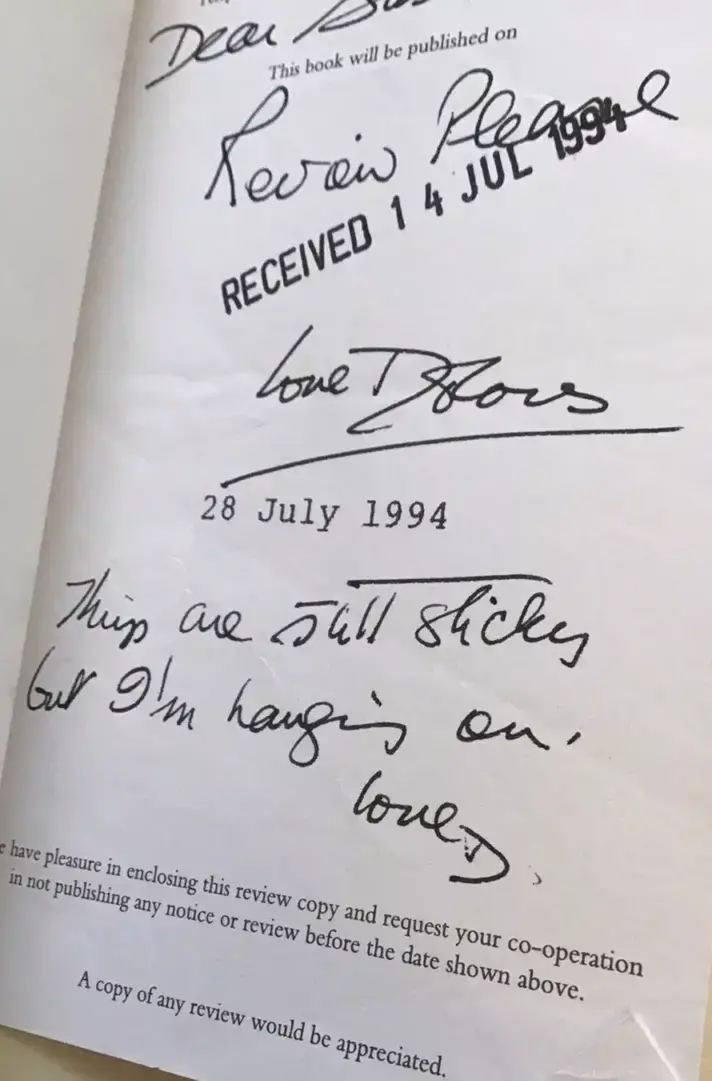 Dear
This book will be published on
Review Please
RECEIVED 14 JUL 1994
love
28 July 1994
Things are still sticky
but I'm hanging on.
love D.
e have pleasure in enclosing this review copy and request your co-operation
in not publishing any notice or review before the date shown above.
A copy of any review would be appreciated.